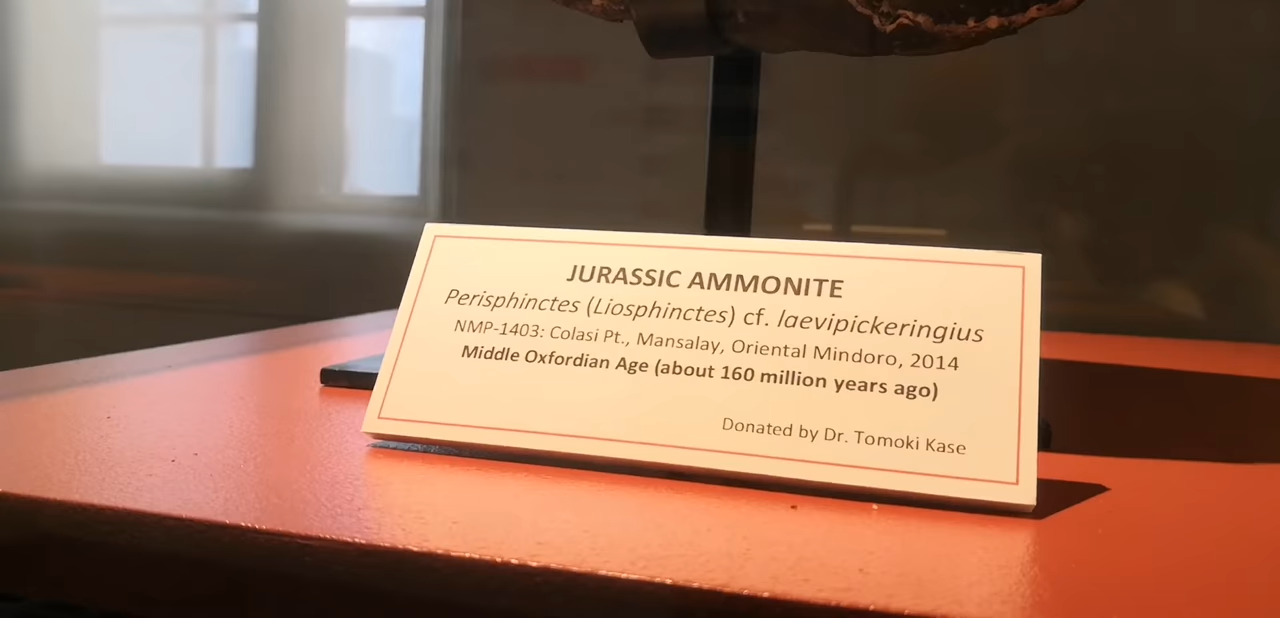 JURASSIC AMMONITE
Perisphinctes (Liosphinctes) cf. laevipickeringius
NMP-1403: Colasi Pt., Mansalay, Oriental Mindoro, 2014
Middle Oxfordian Age (about 160 million years ago)
Donated by Dr. Tomoki Kase